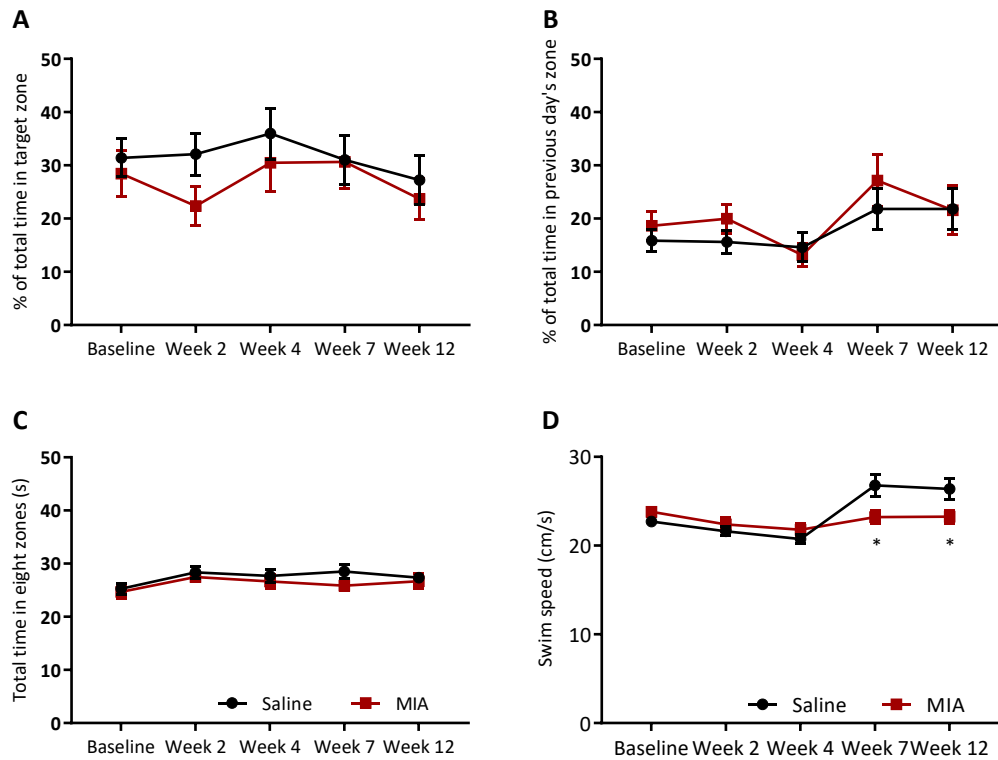 A
% of total time in target zone
50
40
30
20
10
0
Baseline Week 2 Week 4 Week 7 Week 12
B
% of total time in previous day's zone
50
40
30
20
10
0
Baseline Week 2 Week 4 Week 7 Week 12
C
Total time in eight zones (s)
50
40
30
20
10
0
Saline MIA
Baseline Week 2 Week 4 Week 7 Week 12
D
Swim speed (cm/s)
30
20
10
0
* *
Saline MIA
Baseline Week 2 Week 4 Week 7 Week 12